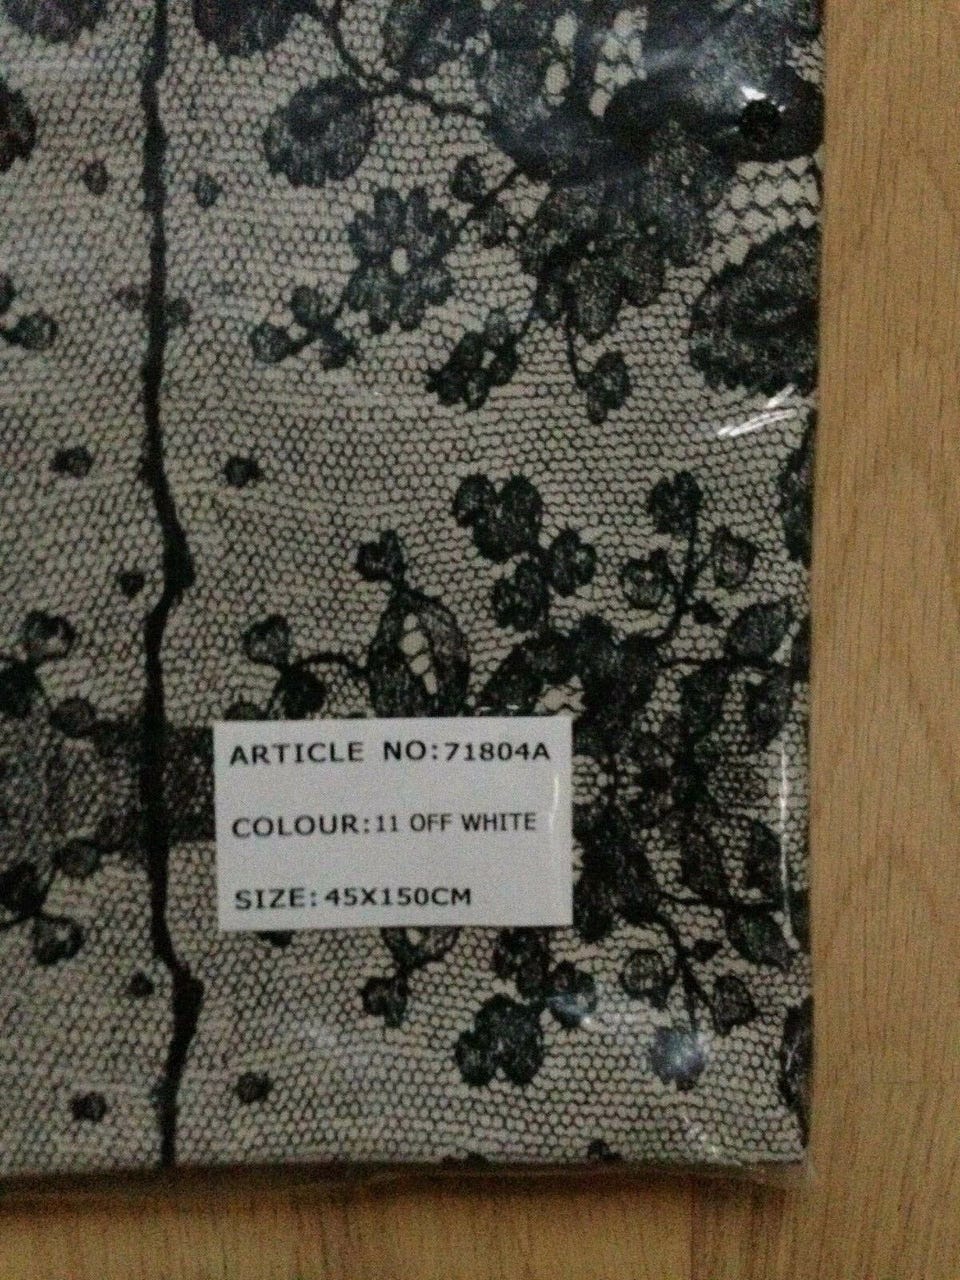 ARTICLE NO:71804A
COLOUR:11 OFF WHITE
SIZE:45X150CM